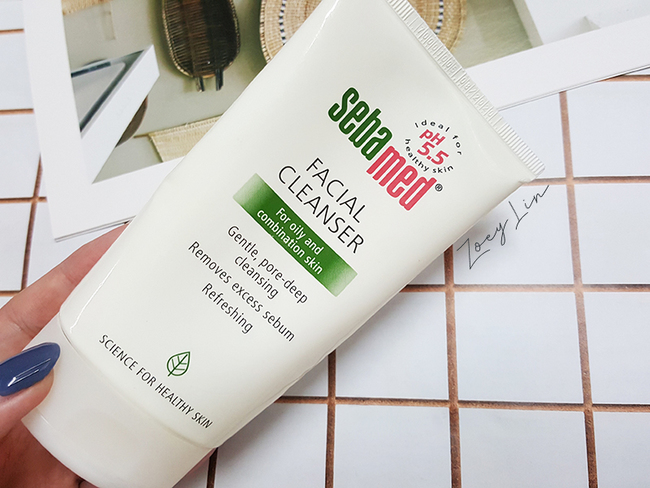 sebamed®
ideal for
pH
5.5
healthy skin
FACIAL
CLEANSER
For oily and
combination skin
Gentle, pore-deep
cleansing
Removes excess sebum
Refreshing
SCIENCE FOR HEALTHY SKIN
Zoey Lin